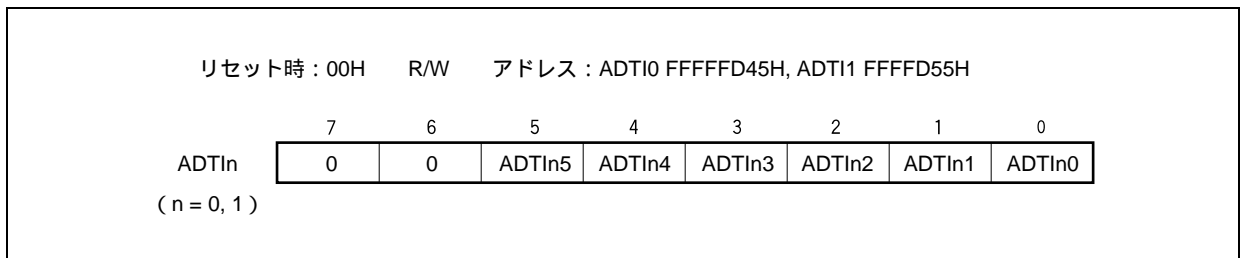 リセット時：00H R/W アドレス：ADTI0 FFFFFD45H, ADTI1 FFFFD55H
7 6 5 4 3 2 1 0
ADTIn 0 0 ADTIn5 ADTIn4 ADTIn3 ADTIn2 ADTIn1 ADTIn0
（n = 0, 1）